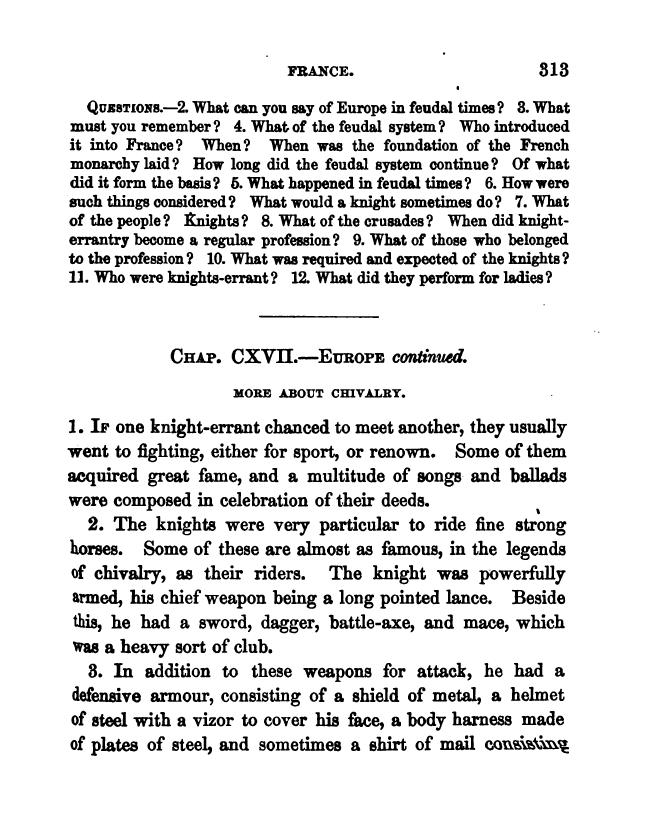 FRANCE. 313
QUESTIONS.—2. What can you say of Europe in feudal times? 3. What
must you remember? 4. What of the feudal system? Who introduced
it into France? When? When was the foundation of the French
monarchy laid? How long did the feudal system continue? Of what
did it form the basis? 5. What happened in feudal times? 6. How were
such things considered? What would a knight sometimes do? 7. What
of the people? Knights? 8. What of the crusades? When did knight-
errantry become a regular profession? 9. What of those who belonged
to the profession? 10. What was required and expected of the knights?
11. Who were knights-errant? 12. What did they perform for ladies?
CHAP. CXVII.—EUROPE continued.
MORE ABOUT CHIVALRY.
1. IF one knight-errant chanced to meet another, they usually
went to fighting, either for sport, or renown. Some of them
acquired great fame, and a multitude of songs and ballads
were composed in celebration of their deeds.
2. The knights were very particular to ride fine strong
horses. Some of these are almost as famous, in the legends
of chivalry, as their riders. The knight was powerfully
armed, his chief weapon being a long pointed lance. Beside
this, he had a sword, dagger, battle-axe, and mace, which
was a heavy sort of club.
3. In addition to these weapons for attack, he had a
defensive armour, consisting of a shield of metal, a helmet
of steel with a vizor to cover his face, a body harness made
of plates of steel, and sometimes a shirt of mail consisting